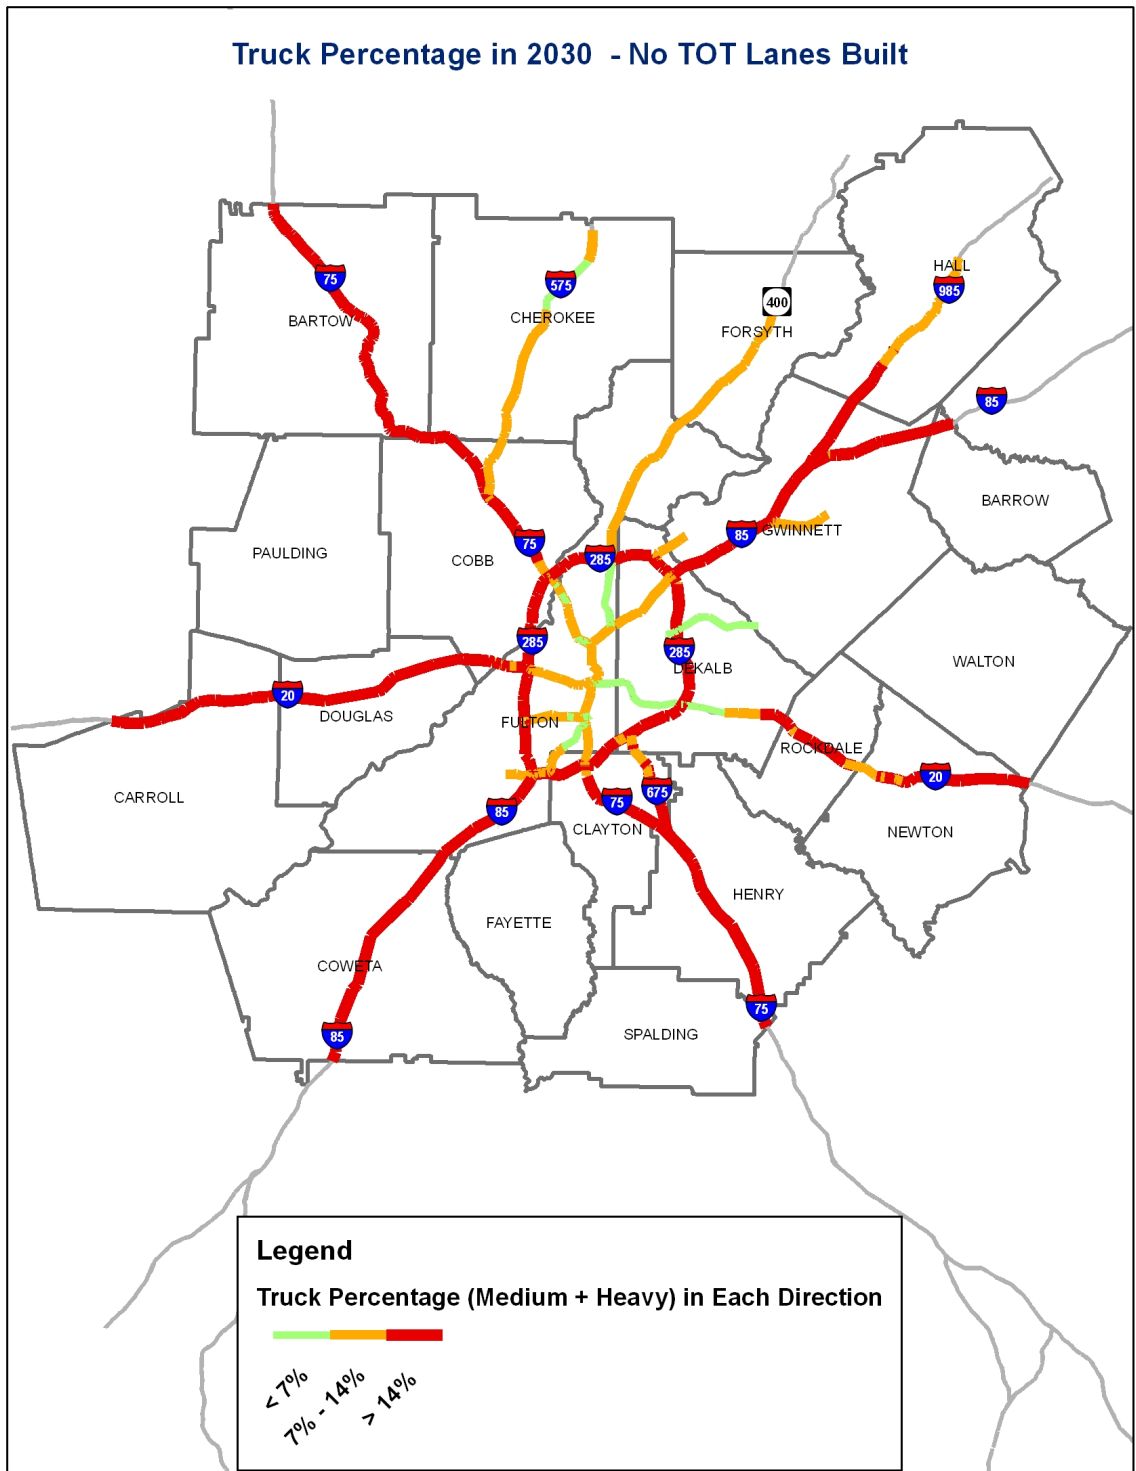 Truck Percentage in 2030 - No TOT Lanes Built
HALL
75
575
985
400
BARTOW
CHEROKEE
FORSYTH
85
BARROW
GWINNETT
85
75
PAULDING
COBB
285
285
285
DEKALB
WALTON
20
DOUGLAS
FULTON
ROCKDALE
20
CARROLL
675
85
75
CLAYTON
NEWTON
HENRY
FAYETTE
COWETA
75
85
SPALDING
Legend
Truck Percentage (Medium + Heavy) in Each Direction
< 7%
7% - 14%
> 14%